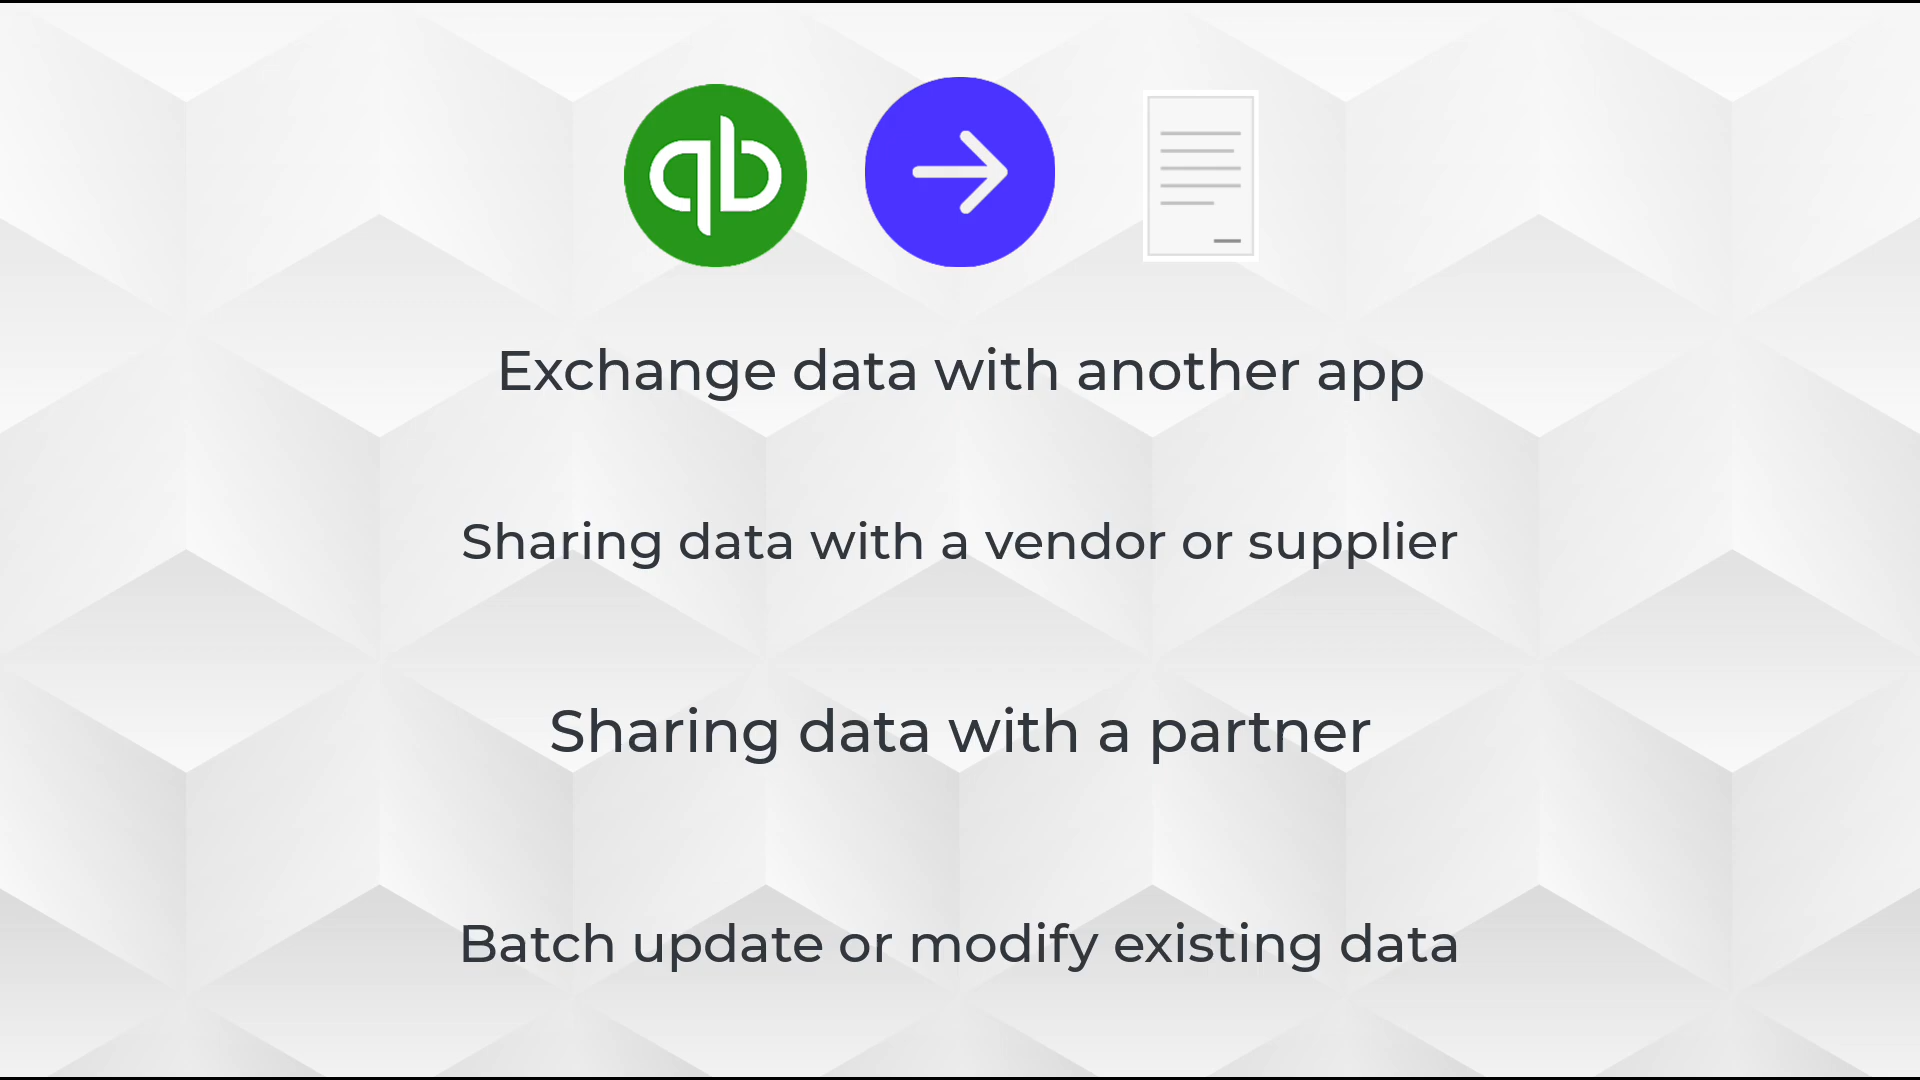 qb
Exchange data with another app
Sharing data with a vendor or supplier
Sharing data with a partner
Batch update or modify existing data